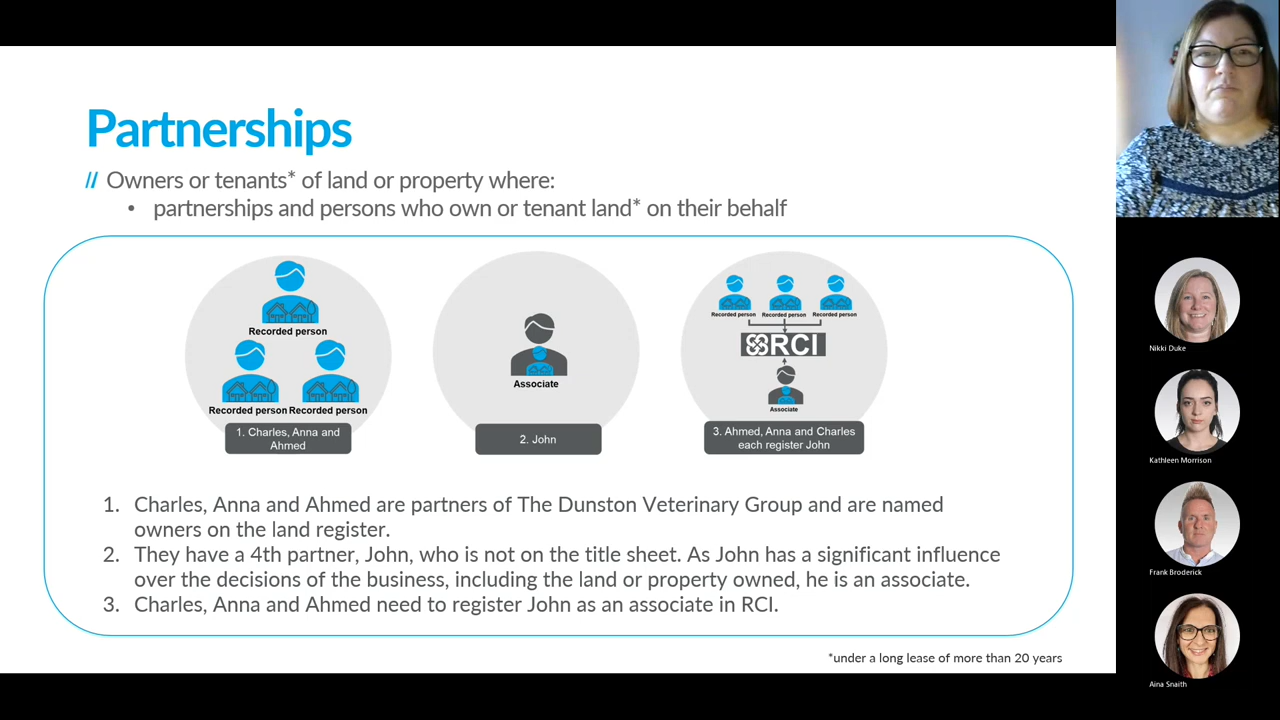 Partnerships
// Owners or tenants* of land or property where:
• partnerships and persons who own or tenant land* on their behalf
Recorded person
Recorded person Recorded person
1. Charles, Anna and
Ahmed
Associate
2. John
Recorded person Recorded person Recorded person
RCI
Associate
3. Ahmed, Anna and Charles
each register John
1. Charles, Anna and Ahmed are partners of The Dunston Veterinary Group and are named
owners on the land register.
2. They have a 4th partner, John, who is not on the title sheet. As John has a significant influence
over the decisions of the business, including the land or property owned, he is an associate.
3. Charles, Anna and Ahmed need to register John as an associate in RCI.
*under a long lease of more than 20 years
Nikki Duke
Kathleen Morrison
Frank Broderick
Aina Snaith